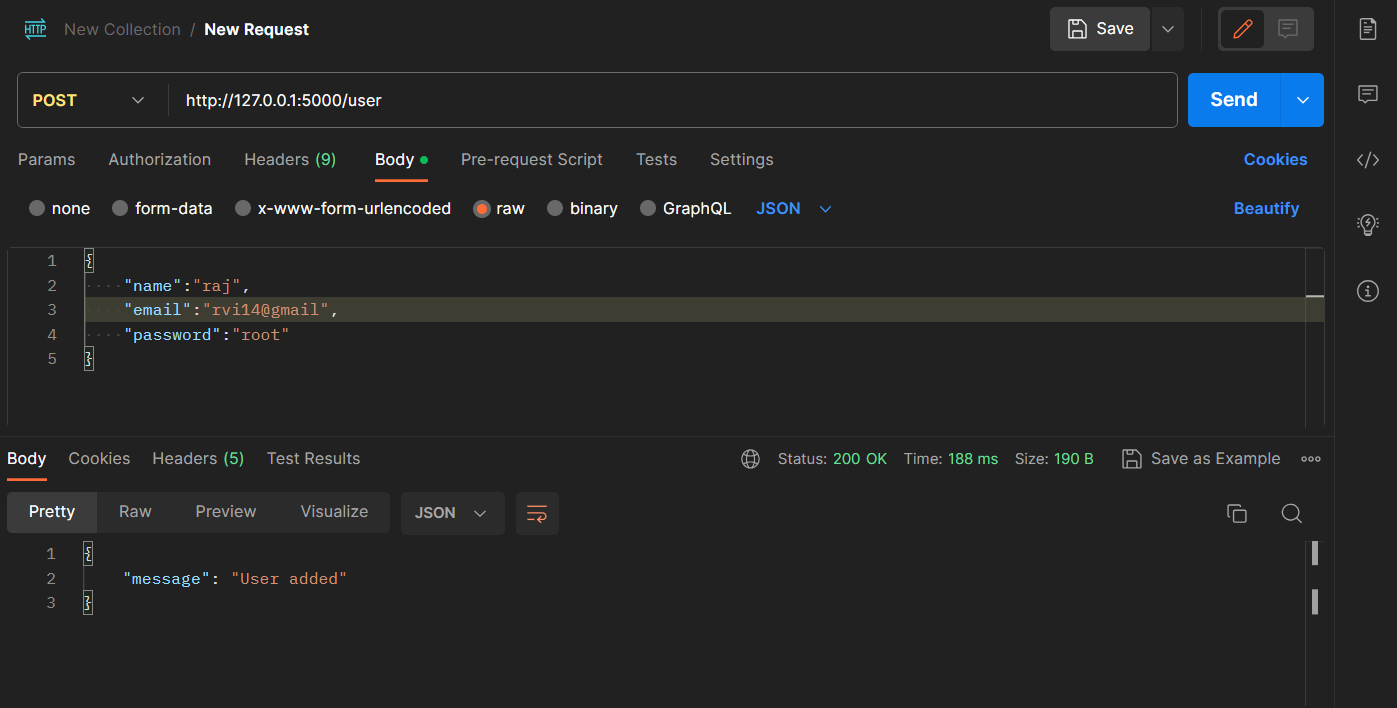 HTTP New Collection / New Request Save
POST http://127.0.0.1:5000/user Send
Params Authorization Headers (9) Body Pre-request Script Tests Settings Cookies
none form-data x-www-form-urlencoded raw binary GraphQL JSON Beautify
1 {
2 ····"name":"raj",
3 ····"email":"rvi14@gmail",
4 ····"password":"root"
5 }
Body Cookies Headers (5) Test Results Status: 200 OK Time: 188 ms Size: 190 B Save as Example
Pretty Raw Preview Visualize JSON
1 {
2 "message": "User added"
3 }